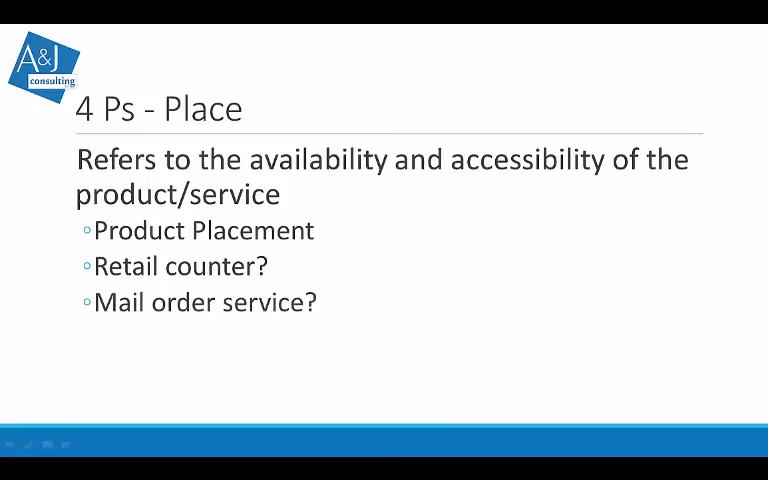 A&J
consulting
4 Ps - Place
Refers to the availability and accessibility of the
product/service
◦Product Placement
◦Retail counter?
◦Mail order service?